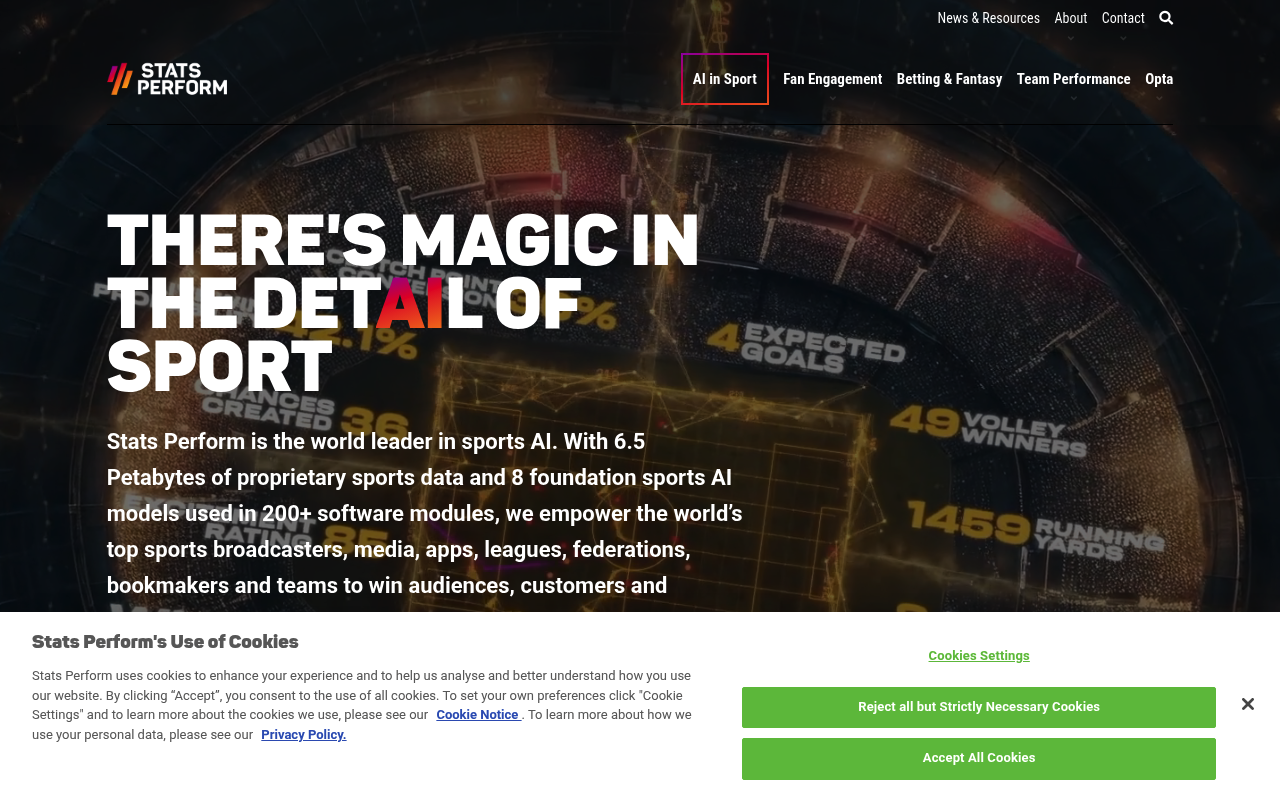 News & Resources About Contact
STATS
PERFORM
AI in Sport Fan Engagement Betting & Fantasy Team Performance Opta
THERE'S MAGIC IN
THE DETAIL OF
SPORT
4 EXPECTED
GOALS
CHANCES
CREATED 36
49 VOLLEY
WINNERS
1459 RUNNING
YARDS
RATING 85
Stats Perform is the world leader in sports AI. With 6.5
Petabytes of proprietary sports data and 8 foundation sports AI
models used in 200+ software modules, we empower the world’s
top sports broadcasters, media, apps, leagues, federations,
bookmakers and teams to win audiences, customers and
Stats Perform's Use of Cookies
Stats Perform uses cookies to enhance your experience and to help us analyse and better understand how you use
our website. By clicking “Accept”, you consent to the use of all cookies. To set your own preferences click "Cookie
Settings" and to learn more about the cookies we use, please see our Cookie Notice . To learn more about how we
use your personal data, please see our Privacy Policy.
Cookies Settings
Reject all but Strictly Necessary Cookies
Accept All Cookies